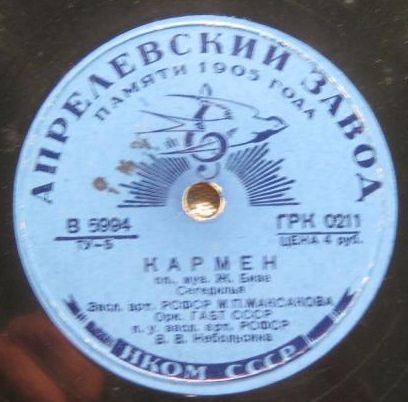 АПРЕЛЕВСКИЙ ЗАВОД
ПАМЯТИ 1905 ГОДА
В 5994
ТУ-Б
ГРК 0211
ЦЕНА 4 руб.
КАРМЕН
оп., муз. Ж. Бизе
Сегедилья
Засл. арт. РСФСР М.П.МАКСАКОВА
Орк. ГАБТ СССР
п. у. засл. арт. РСФСР
В. В. Небольсина
НКОМ СССР